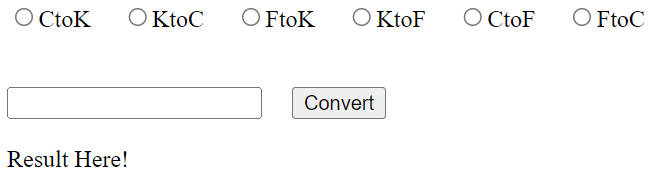 CtoK KtoC FtoK KtoF CtoF FtoC
Convert
Result Here!